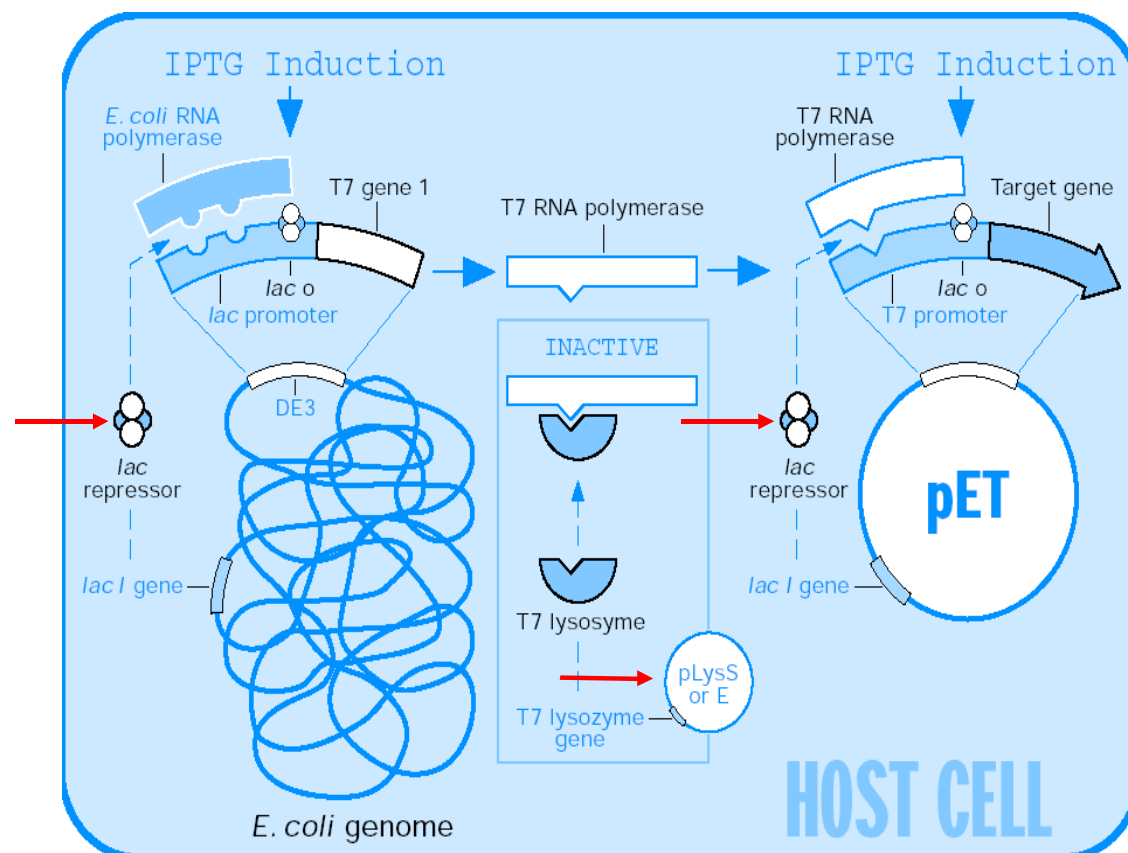 IPTG Induction
E. coli RNA
polymerase
T7 gene 1
lac o
lac promoter
DE3
lac
repressor
lac I gene
E. coli genome
T7 RNA polymerase
INACTIVE
T7 lysosyme
pLysS
or E
T7 lysozyme
gene
IPTG Induction
T7 RNA
polymerase
Target gene
lac o
T7 promoter
lac
repressor
lac I gene
pET
HOST CELL